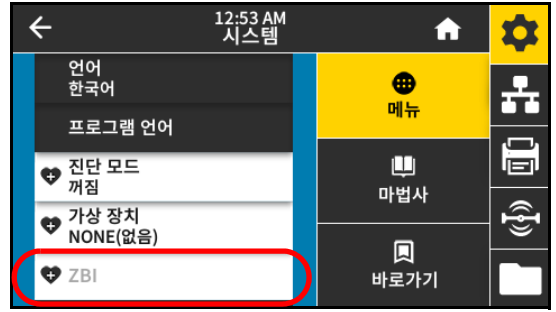 12:53 AM
시스템
언어
한국어
프로그램 언어
진단 모드
꺼짐
가상 장치
NONE(없음)
ZBI
메뉴
마법사
바로가기